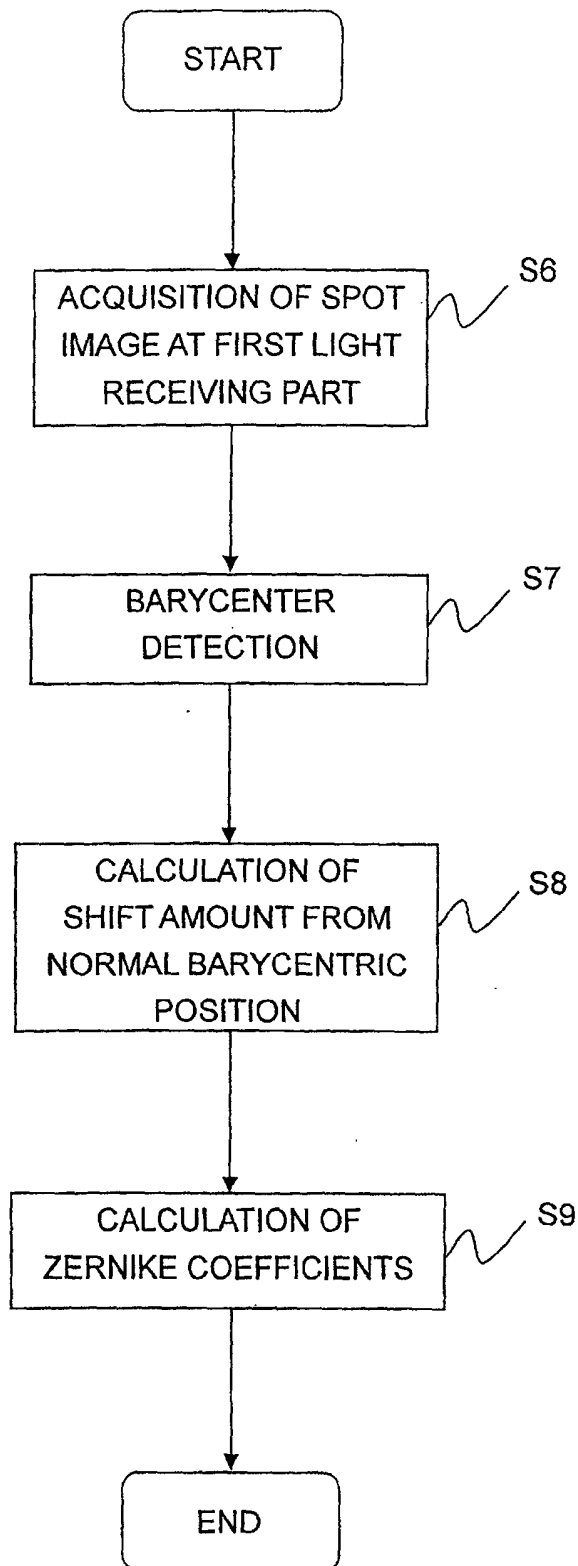 START
S6
ACQUISITION OF SPOT
IMAGE AT FIRST LIGHT
RECEIVING PART
S7
BARYCENTER
DETECTION
S8
CALCULATION OF
SHIFT AMOUNT FROM
NORMAL BARYCENTRIC
POSITION
S9
CALCULATION OF
ZERNIKE COEFFICIENTS
END